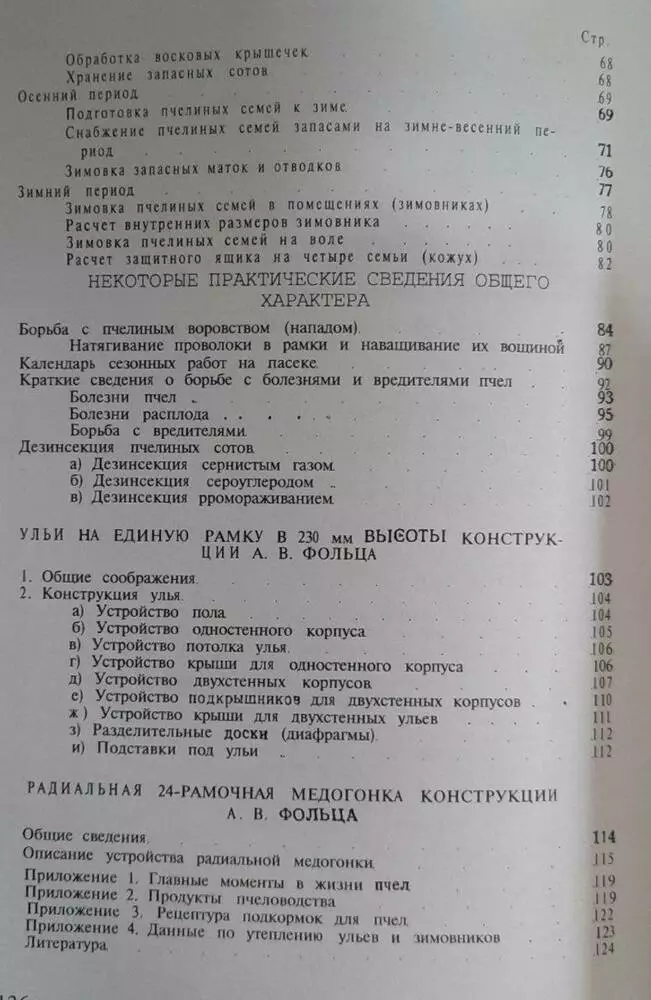 Стр.
Обработка восковых крышечек 68
Хранение запасных сотов 68
Осенний период 69
Подготовка пчелиных семей к зиме 69
Снабжение пчелиных семей запасами на зимне-весенний пе-
риод 71
Зимовка запасных маток и отводков 76
Зимний период 77
Зимовка пчелиных семей в помещениях (зимовниках) 78
Расчет внутренних размеров зимовника 80
Зимовка пчелиных семей на воле 80
Расчет защитного ящика на четыре семьи (кожух) 82
НЕКОТОРЫЕ ПРАКТИЧЕСКИЕ СВЕДЕНИЯ ОБЩЕГО
ХАРАКТЕРА
Борьба с пчелиным воровством (нападом) 84
Натягивание проволоки в рамки и наващивание их вощиной 87
Календарь сезонных работ на пасеке 90
Краткие сведения о борьбе с болезнями и вредителями пчел 92
Болезни пчел 93
Болезни расплода 95
Борьба с вредителями 99
Дезинсекция пчелиных сотов 100
а) Дезинсекция сернистым газом 100
б) Дезинсекция сероуглеродом 101
в) Дезинсекция рромораживанием 102
УЛЬИ НА ЕДИНУЮ РАМКУ В 230 мм ВЫСОТЫ КОНСТРУК-
ЦИИ А. В. ФОЛЬЦА
1. Общие соображения 103
2. Конструкция улья 104
а) Устройство пола 104
б) Устройство одностенного корпуса 105
в) Устройство потолка улья 106
г) Устройство крыши для одностенного корпуса 106
д) Устройство двухстенных корпусов 107
е) Устройство подкрышников для двухстенных корпусов 110
ж) Устройство крыши для двухстенных ульев 111
з) Разделительные доски (диафрагмы) 112
и) Подставки под ульи 112
РАДИАЛЬНАЯ 24-РАМОЧНАЯ МЕДОГОНКА КОНСТРУКЦИИ
А. В. ФОЛЬЦА
Общие сведения 114
Описание устройства радиальной медогонки 115
Приложение 1. Главные моменты в жизни пчел 119
Приложение 2. Продукты пчеловодства 119
Приложение 3. Рецептура подкормок для пчел 122
Приложение 4. Данные по утеплению ульев и зимовников 123
Литература 124